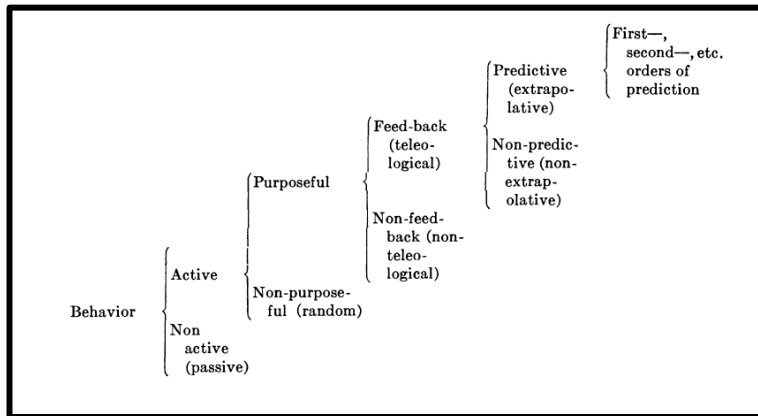 First—,
second—, etc.
orders of
prediction
Predictive
(extrapo-
lative)
Non-predic-
tive (non-
extrap-
olative)
Feed-back
(teleo-
logical)
Non-feed-
back (non-
teleo-
logical)
Purposeful
Non-purpose-
ful (random)
Active
Non
active
(passive)
Behavior